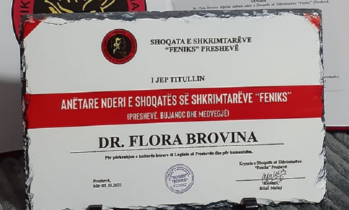 SHOQATA E SHKRIMTARËVE
"FENIKS" PRESHEVË
I JEP TITULLIN
ANËTARE NDERI E SHOQATËS SË SHKRIMTARËVE "FENIKS"
(PRESHEVË, BUJANOC DHE MEDVEGJË)
DR. FLORA BROVINA
Preshevë,
Kryetari i Shoqatës së Shkrimtarëve
"Feniks" Preshevë